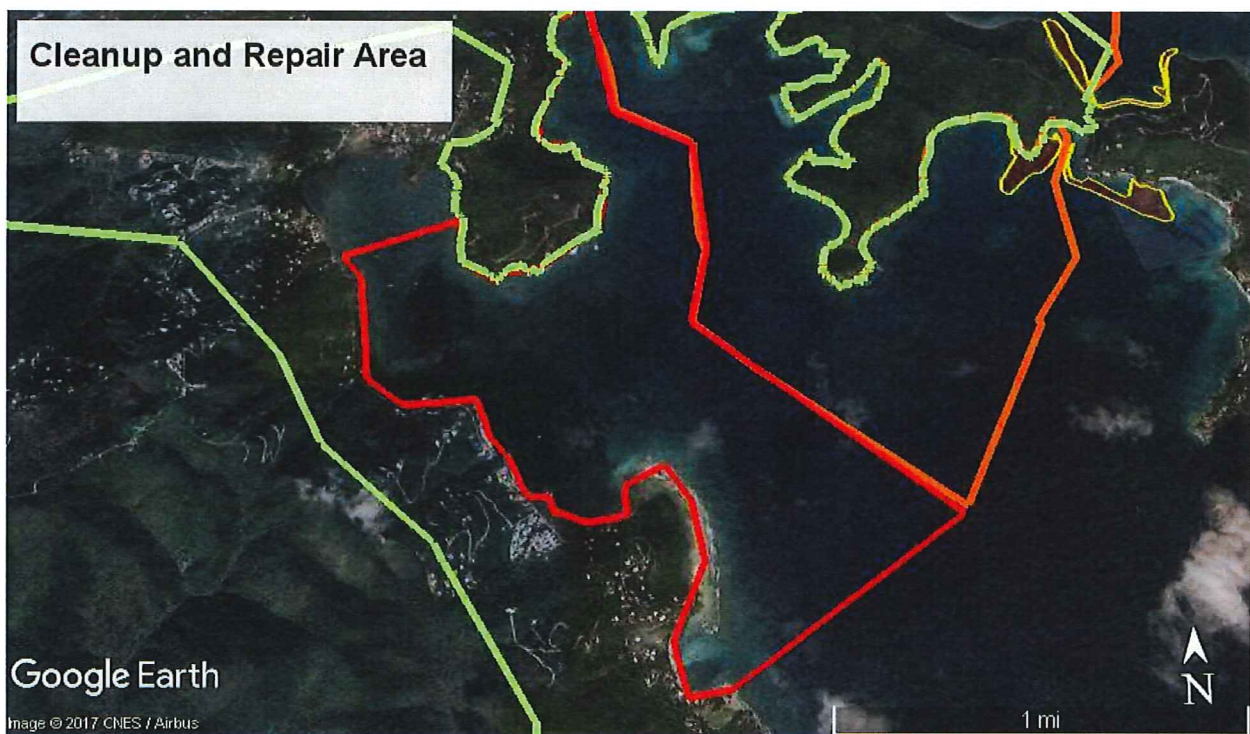 Cleanup and Repair Area
Google Earth
Image © 2017 CNES / Airbus
N
1 mi